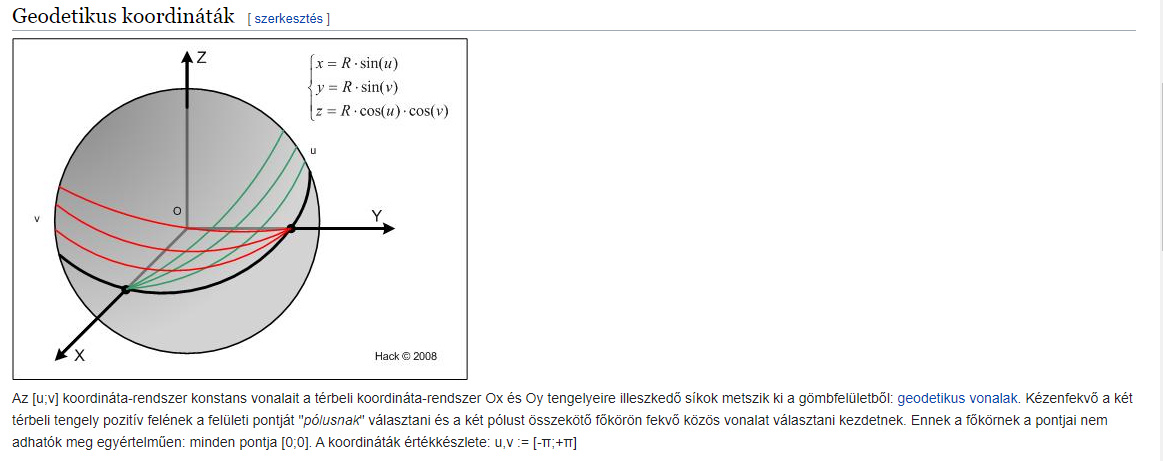 Geodetikus koordináták [ szerkesztés ]
Z
x = R · sin(u)
y = R · sin(v)
z = R · cos(u) · cos(v)
u
v
O
Y
X
Hack © 2008
Az [u;v] koordináta-rendszer konstans vonalait a térbeli koordináta-rendszer Ox és Oy tengelyeire illeszkedő síkok metszik ki a gömbfelületből: geodetikus vonalak. Kézenfekvő a két
térbeli tengely pozitív felének a felületi pontját "pólusnak" választani és a két pólust összekötő főkörön fekvő közös vonalat választani kezdetnek. Ennek a főkörnek a pontjai nem
adhatók meg egyértelműen: minden pontja [0;0]. A koordináták értékkészlete: u,v := [-π;+π]